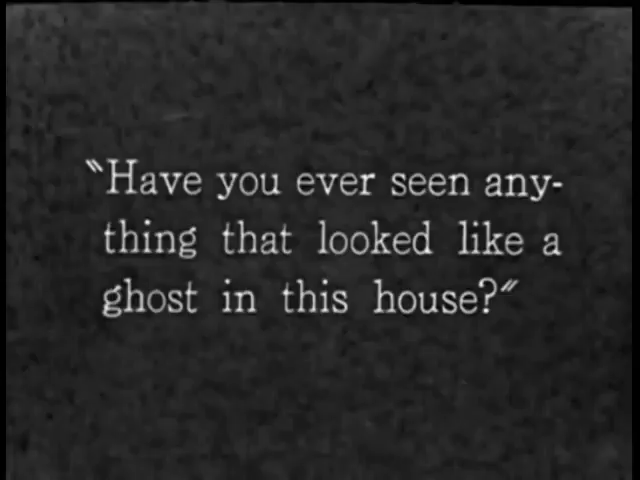 "Have you ever seen any-
thing that looked like a
ghost in this house?"